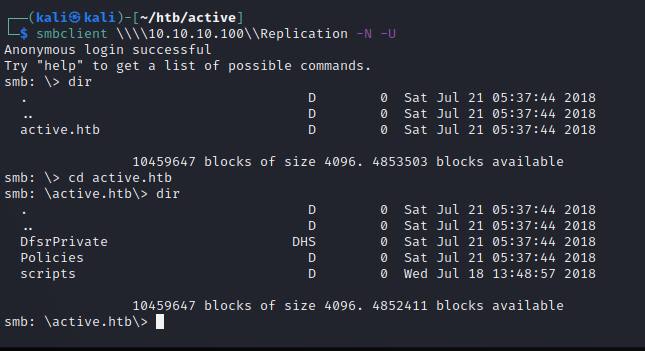 ┌──(kali㉿kali)-[~/htb/active]
└─$ smbclient \\\\10.10.10.100\\Replication -N -U
Anonymous login successful
Try "help" to get a list of possible commands.
smb: \> dir
  .                                   D        0  Sat Jul 21 05:37:44 2018
  ..                                  D        0  Sat Jul 21 05:37:44 2018
  active.htb                          D        0  Sat Jul 21 05:37:44 2018
                10459647 blocks of size 4096. 4853503 blocks available
smb: \> cd active.htb
smb: \active.htb\> dir
  .                                   D        0  Sat Jul 21 05:37:44 2018
  ..                                  D        0  Sat Jul 21 05:37:44 2018
  DfsrPrivate                       DHS        0  Sat Jul 21 05:37:44 2018
  Policies                            D        0  Sat Jul 21 05:37:44 2018
  scripts                             D        0  Wed Jul 18 13:48:57 2018
                10459647 blocks of size 4096. 4852411 blocks available
smb: \active.htb\>